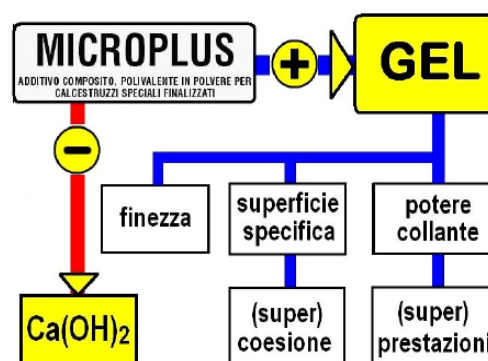 MICROPLUS
ADDITIVO COMPOSITO, POLIVALENTE IN POLVERE PER
CALCESTRUZZI SPECIALI FINALIZZATI
+
GEL
−
finezza
superficie
specifica
potere
collante
Ca(OH)2
(super)
coesione
(super)
prestazioni